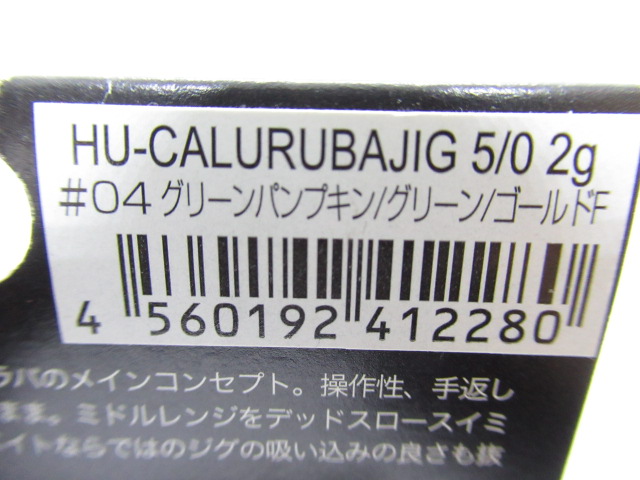 HU-CALURUBAJIG 5/0 2g
#04グリーンパンプキン/グリーン/ゴールドF
4 560192 412280
ラバのメインコンセプト。操作性、手返し
まま。ミドルレンジをデッドスロースイミ
イトならではのジグの吸い込みの良さも抜